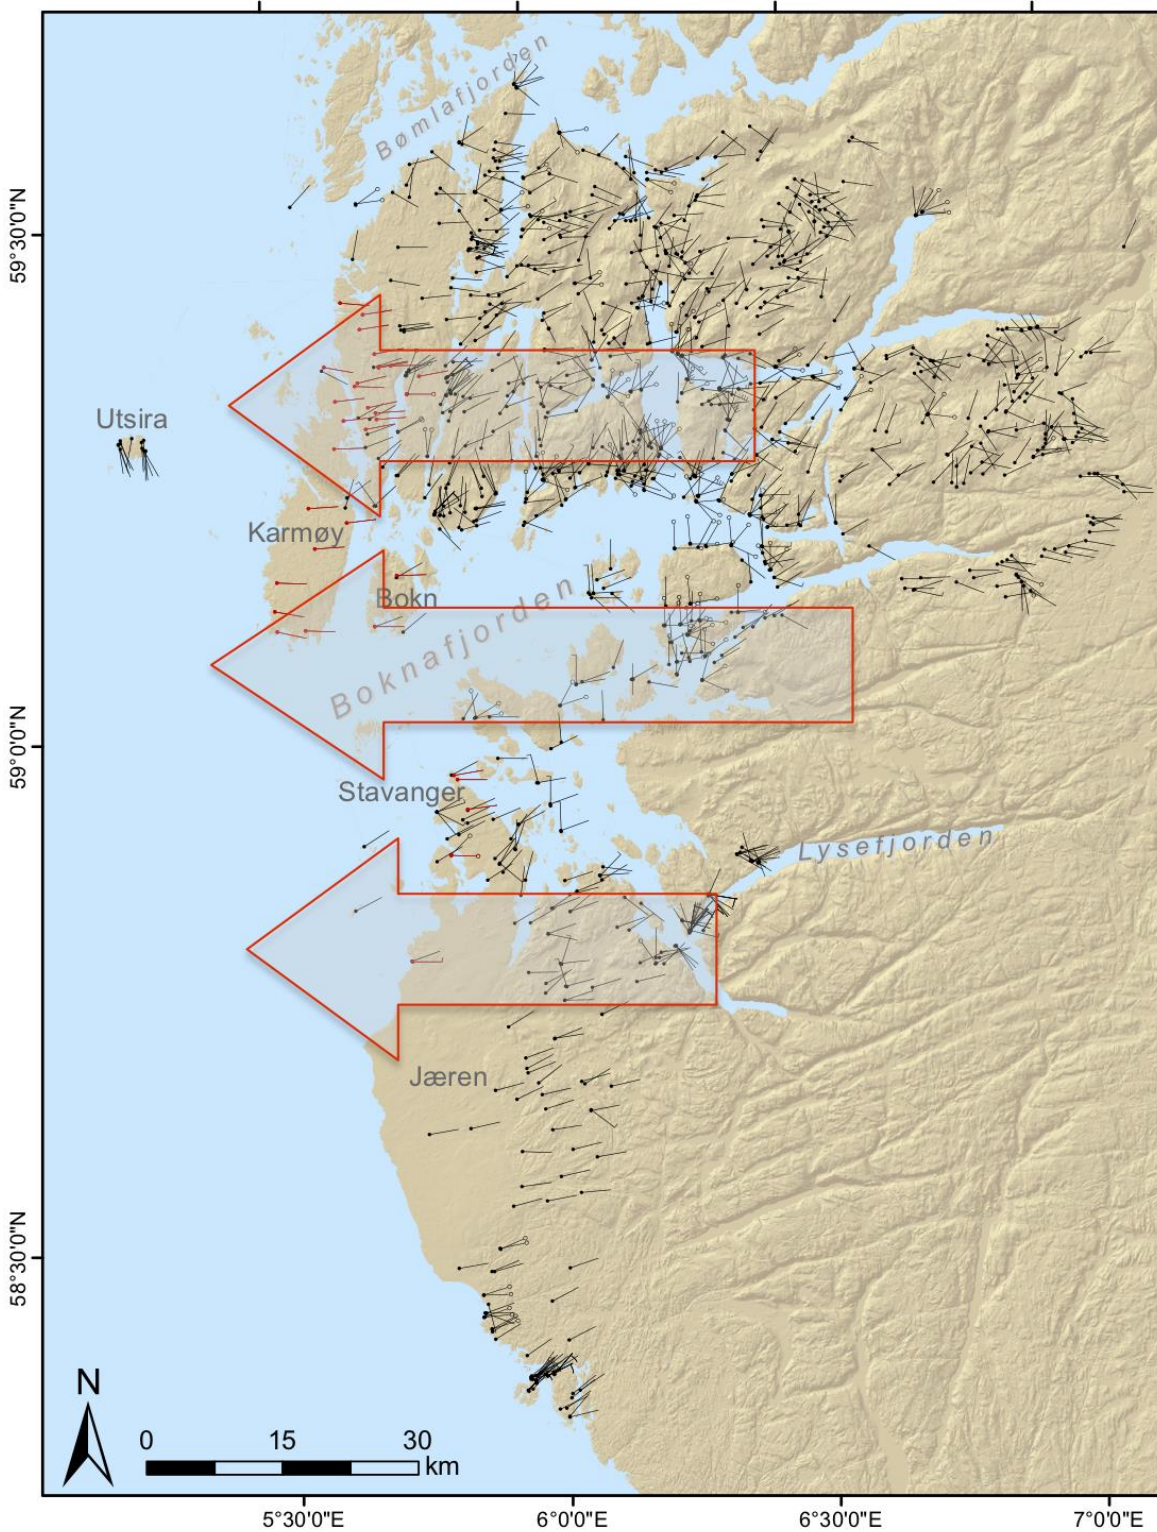 Bømlafjorden
59°30'0"N
Utsira
Karmøy
Bokn
Boknafjorden
59°0'0"N
Stavanger
Lysefjorden
Jæren
58°30'0"N
N
0 15 30
km
5°30'0"E 6°0'0"E 6°30'0"E 7°0'0"E